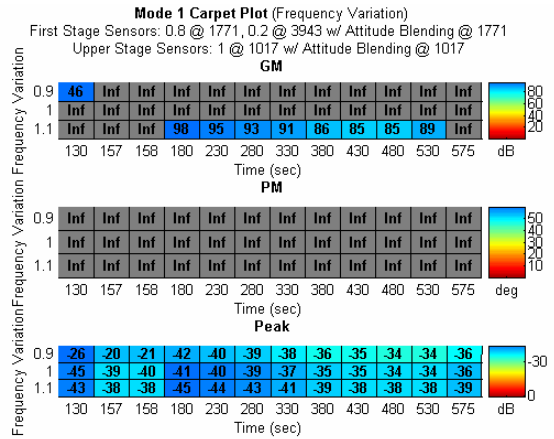 Mode 1 Carpet Plot (Frequency Variation)
First Stage Sensors: 0.8 @ 1771, 0.2 @ 3943 w/ Attitude Blending @ 1771
Upper Stage Sensors: 1 @ 1017 w/ Attitude Blending @ 1017
GM
Frequency Variation
0.9 46 Inf Inf Inf Inf Inf Inf Inf Inf Inf Inf Inf
1 Inf Inf Inf Inf Inf Inf Inf Inf Inf Inf Inf Inf
1.1 Inf Inf Inf 98 95 93 91 86 85 85 89 Inf
130 157 158 180 230 280 330 380 430 480 530 575
Time (sec)
80
60
40
20
dB
PM
Frequency Variation
0.9 Inf Inf Inf Inf Inf Inf Inf Inf Inf Inf Inf Inf
1 Inf Inf Inf Inf Inf Inf Inf Inf Inf Inf Inf Inf
1.1 Inf Inf Inf Inf Inf Inf Inf Inf Inf Inf Inf Inf
130 157 158 180 230 280 330 380 430 480 530 575
Time (sec)
50
40
30
20
10
deg
Peak
Frequency Variation
0.9 -26 -20 -21 -42 -40 -39 -38 -36 -35 -34 -34 -36
1 -45 -39 -40 -41 -40 -39 -37 -35 -35 -34 -34 -36
1.1 -43 -38 -38 -45 -44 -43 -41 -39 -38 -38 -38 -39
130 157 158 180 230 280 330 380 430 480 530 575
Time (sec)
-30
0
dB